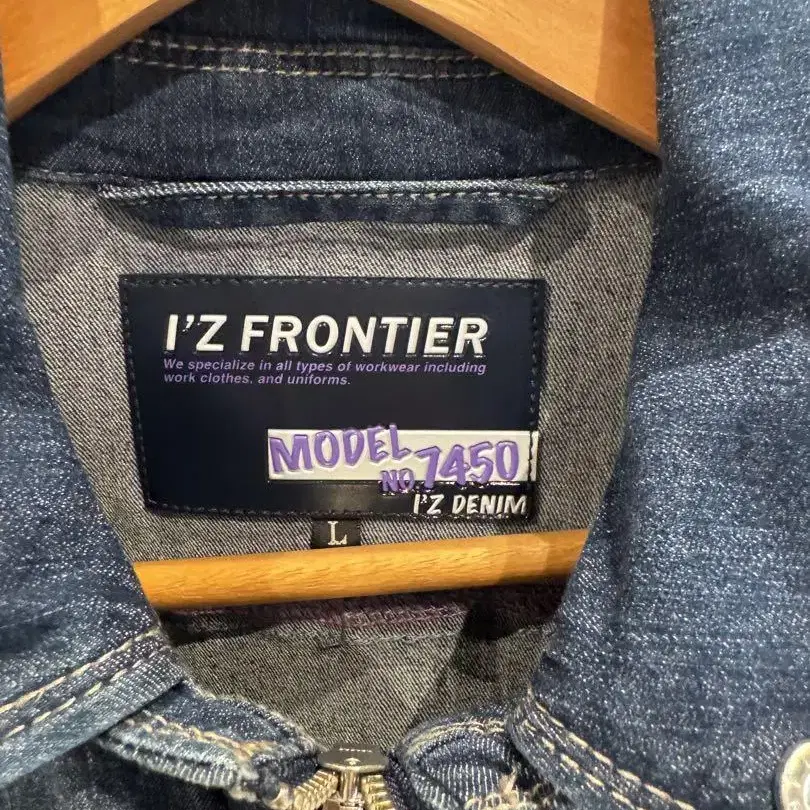 I'Z FRONTIER
We specialize in all types of workwear including
work clothes. and uniforms.
MODEL
NO 7450
I'Z DENIM
L